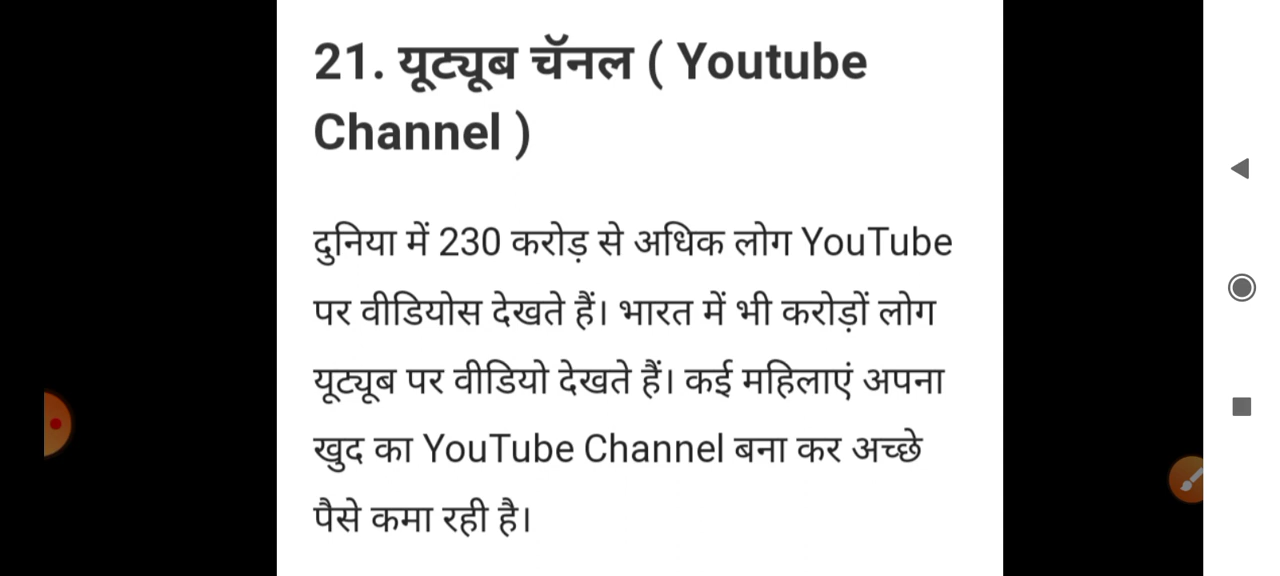 21. यूट्यूब चॅनल ( Youtube
Channel )
दुनिया में 230 करोड़ से अधिक लोग YouTube
पर वीडियोस देखते हैं। भारत में भी करोड़ों लोग
यूट्यूब पर वीडियो देखते हैं। कई महिलाएं अपना
खुद का YouTube Channel बना कर अच्छे
पैसे कमा रही है।